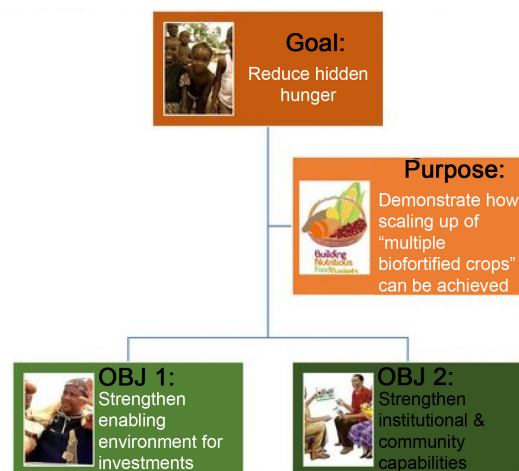 Goal:
Reduce hidden
hunger
Purpose:
Demonstrate how
scaling up of
“multiple
biofortified crops”
can be achieved
Building
Nutritious
Food Baskets
OBJ 1:
Strengthen
enabling
environment for
investments
OBJ 2:
Strengthen
institutional &
community
capabilities